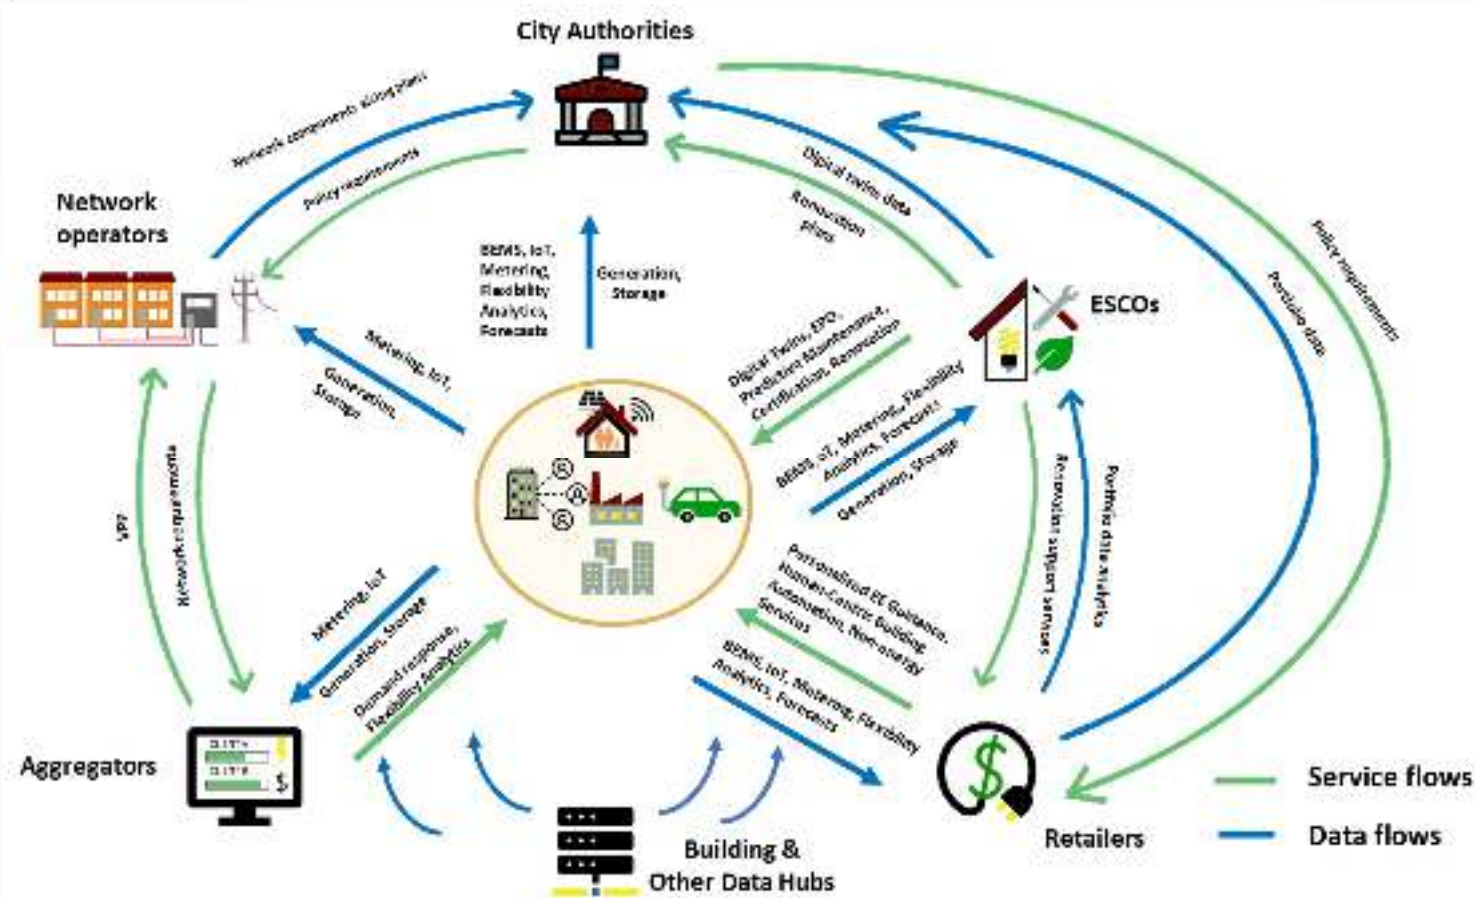 City Authorities
Network components sizing plans
Policy requirements
Network
operators
Digital twins, data
Renovation
plans
Policy requirements
Portfolio data
BEMS, IoT,
Metering,
Flexibility
Analytics,
Forecasts
Generation,
Storage
ESCOs
Metering, IoT,
Generation,
Storage
Digital Twins, EPD,
Predictive Maintenance,
Certification, Renovation
BEMS, IoT, Metering, Flexibility
Analytics, Forecasts
Generation, Storage
Network requirements
Renovation support services
Portfolio data analytics
Metering, IoT
Generation, Storage
Demand response,
Flexibility Analytics
Personalised EE Guidance,
Human-Centric Building
Automation, Non-energy
Services
BEMS, IoT, Metering, Flexibility
Analytics, Forecasts
Aggregators
Building &
Other Data Hubs
Retailers
Service flows
Data flows